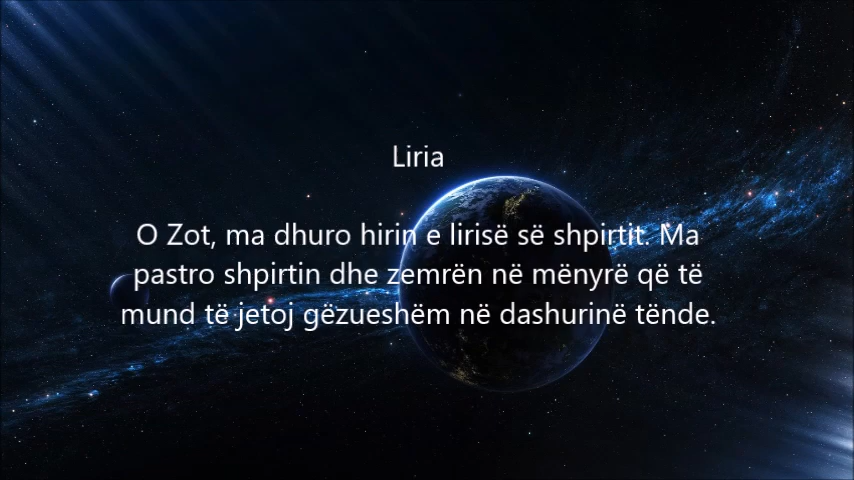 Liria
O Zot, ma dhuro hirin e lirisë së shpirtit. Ma
pastro shpirtin dhe zemrën në mënyrë që të
mund të jetoj gëzueshëm në dashurinë tënde.